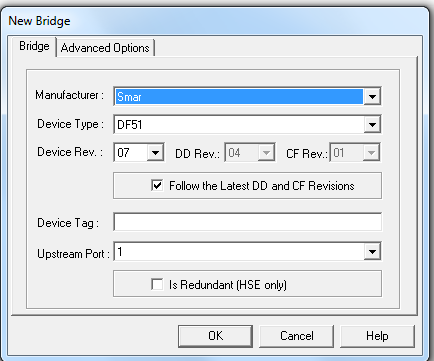 New Bridge
Bridge Advanced Options
Manufacturer : Smar
Device Type : DF51
Device Rev. : 07 DD Rev.: 04 CF Rev.: 01
Follow the Latest DD and CF Revisions
Device Tag :
Upstream Port : 1
Is Redundant (HSE only)
OK Cancel Help